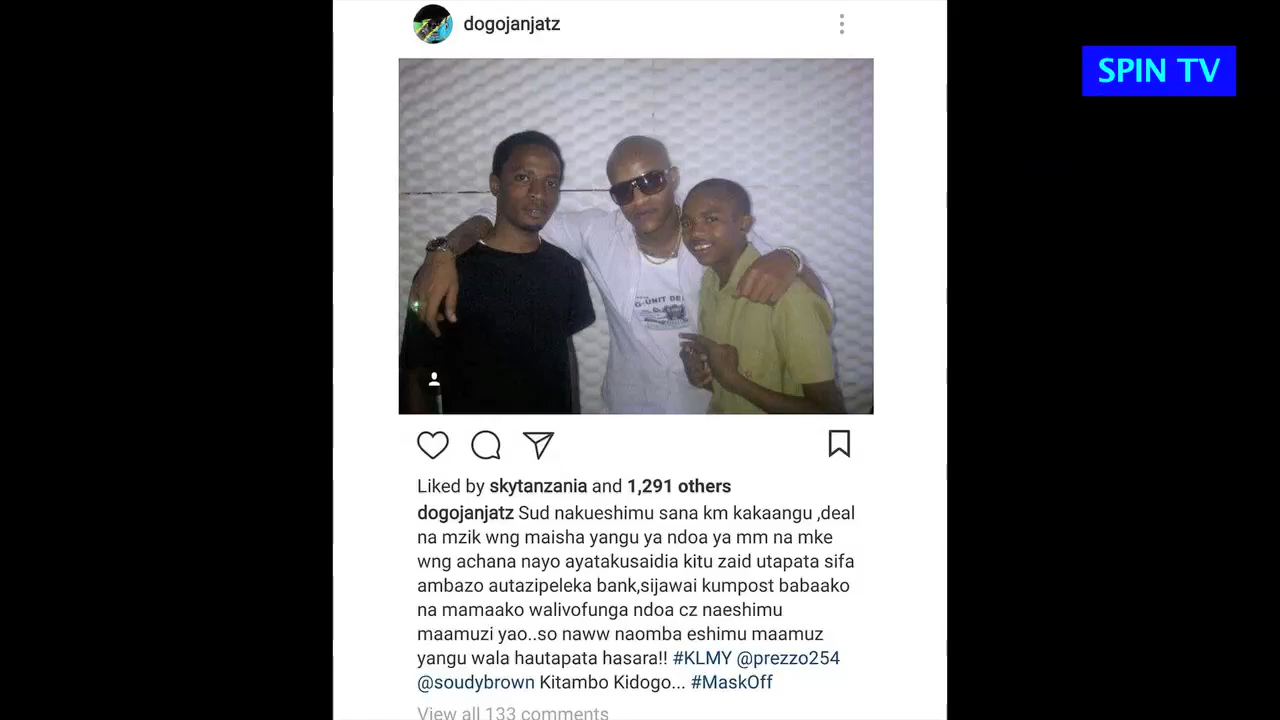 dogojanjatz
SPIN TV
G-UNIT DE
Liked by skytanzania and 1,291 others
dogojanjatz Sud nakueshimu sana km kakaangu ,deal
na mzik wng maisha yangu ya ndoa ya mm na mke
wng achana nayo ayatakusaidia kitu zaid utapata sifa
ambazo autazipeleka bank,sijawai kumpost babaako
na mamaako walivofunga ndoa cz naeshimu
maamuzi yao..so naww naomba eshimu maamuz
yangu wala hautapata hasara!! #KLMY @prezzo254
@soudybrown Kitambo Kidogo... #MaskOff
View all 133 comments